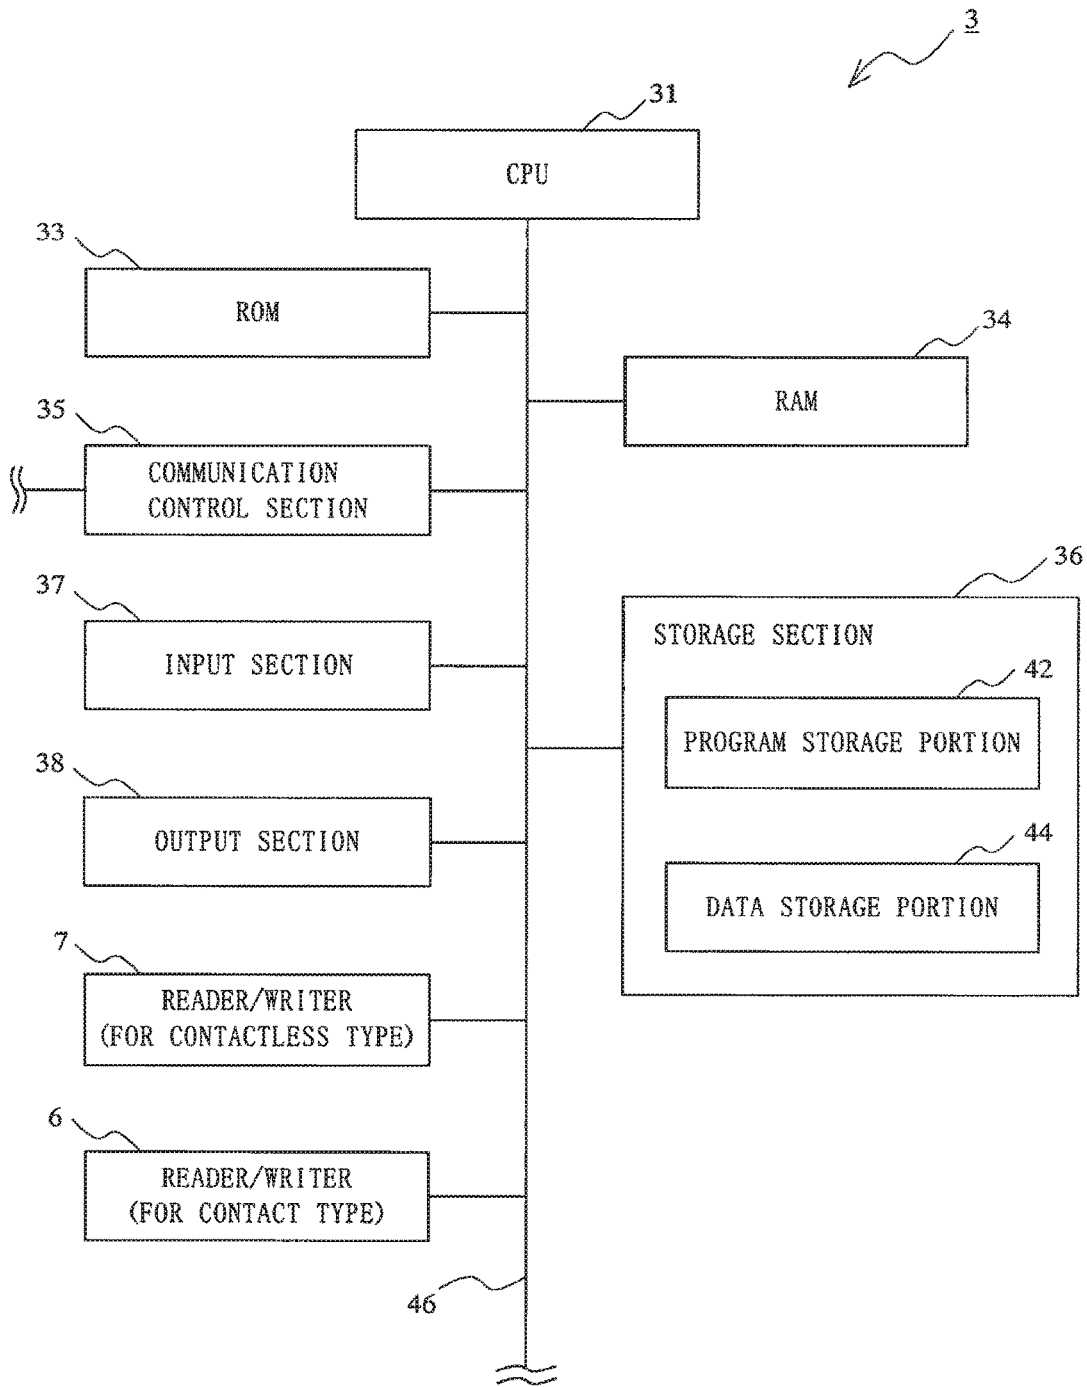 3
31
CPU
33
ROM
34
RAM
35
COMMUNICATION
CONTROL SECTION
36
STORAGE SECTION
37
INPUT SECTION
42
PROGRAM STORAGE PORTION
38
OUTPUT SECTION
44
DATA STORAGE PORTION
7
READER/WRITER
(FOR CONTACTLESS TYPE)
6
READER/WRITER
(FOR CONTACT TYPE)
46